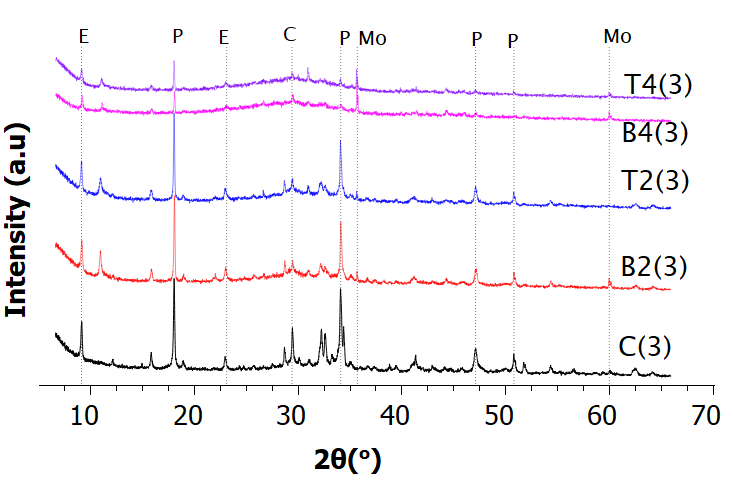 E P E C P Mo P P Mo
T4(3)
B4(3)
T2(3)
B2(3)
C(3)
Intensity (a.u)
10 20 30 40 50 60 70
2θ(°)